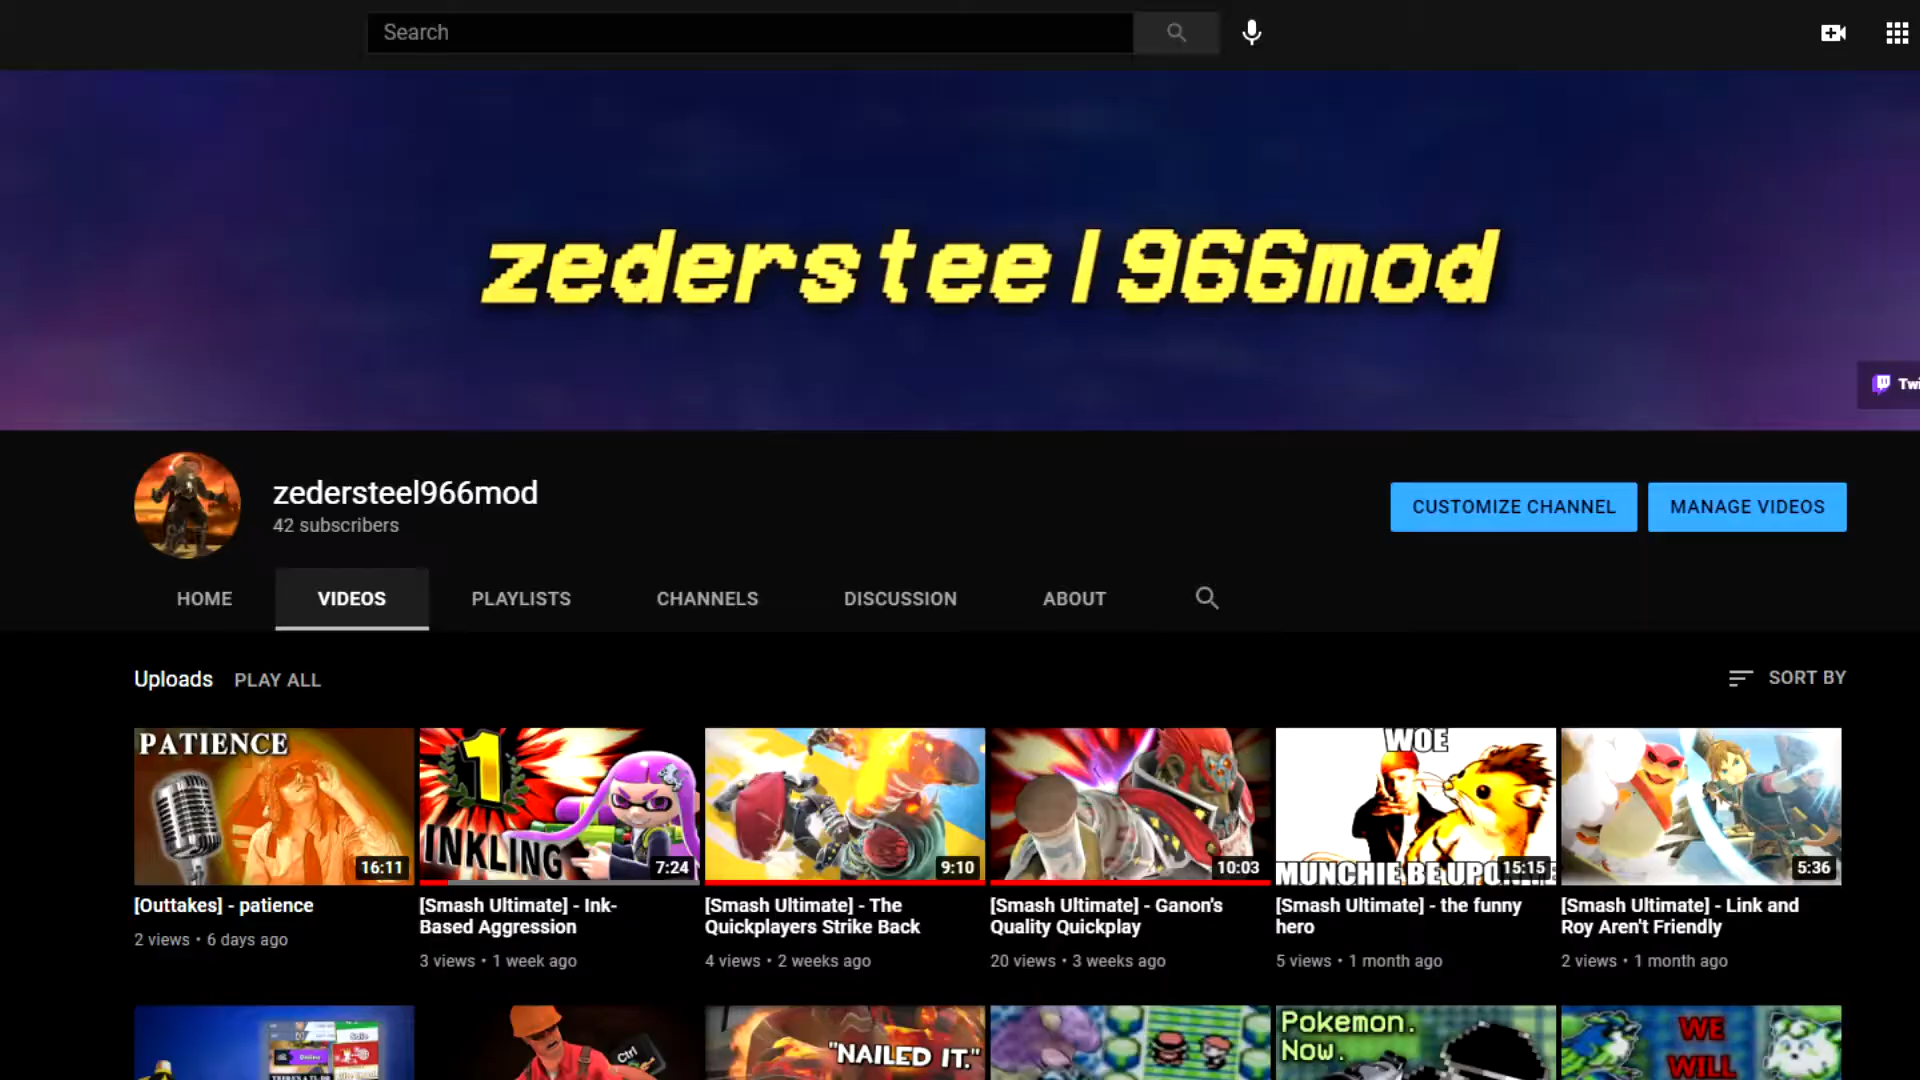 Search
zedersteel966mod
Twi
zedersteel966mod
42 subscribers
CUSTOMIZE CHANNEL
MANAGE VIDEOS
HOME
VIDEOS
PLAYLISTS
CHANNELS
DISCUSSION
ABOUT
Uploads
PLAY ALL
SORT BY
PATIENCE
16:11
[Outtakes] - patience
2 views • 6 days ago
1
INKLING
7:24
[Smash Ultimate] - Ink-
Based Aggression
3 views • 1 week ago
9:10
[Smash Ultimate] - The
Quickplayers Strike Back
4 views • 2 weeks ago
10:03
[Smash Ultimate] - Ganon's
Quality Quickplay
20 views • 3 weeks ago
WOE
MUNCHIE BE UPO
15:15
[Smash Ultimate] - the funny
hero
5 views • 1 month ago
5:36
[Smash Ultimate] - Link and
Roy Aren't Friendly
2 views • 1 month ago
Ctrl
"NAILED IT."
Pokemon.
Now.
WE
WILL